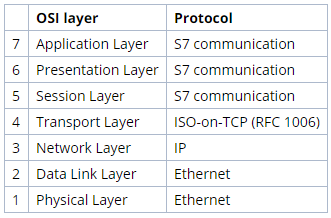 OSI layer Protocol
7 Application Layer S7 communication
6 Presentation Layer S7 communication
5 Session Layer S7 communication
4 Transport Layer ISO-on-TCP (RFC 1006)
3 Network Layer IP
2 Data Link Layer Ethernet
1 Physical Layer Ethernet